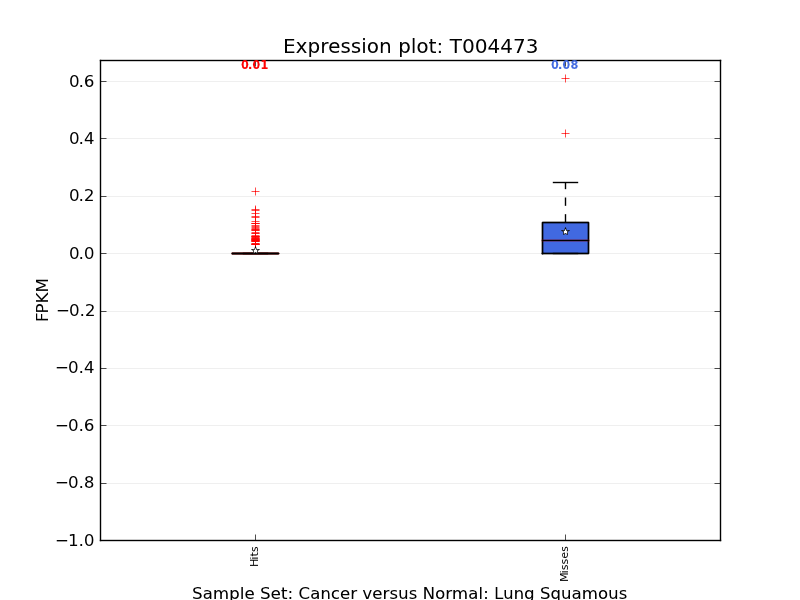 Expression plot: T004473
0.01 0.08
0.6
0.4
0.2
0.0
−0.2
−0.4
−0.6
−0.8
−1.0
FPKM
Hits
Misses
Sample Set: Cancer versus Normal: Lung Squamous